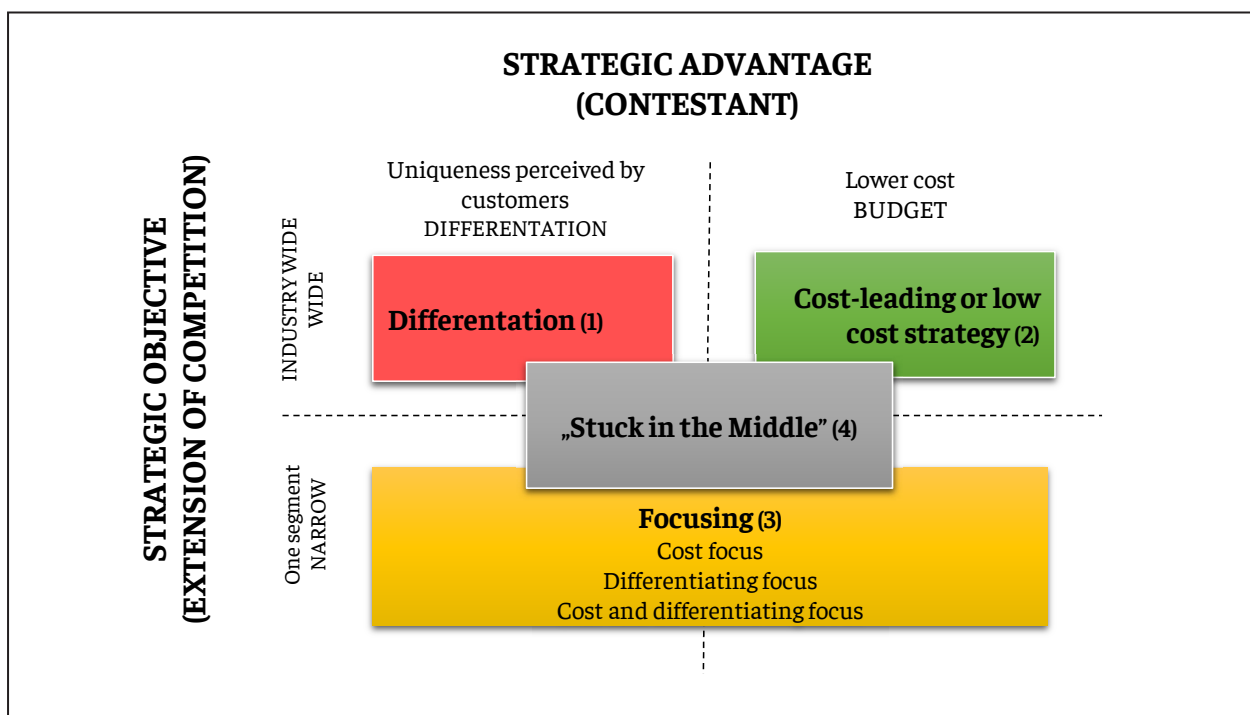 STRATEGIC ADVANTAGE
(CONTESTANT)
STRATEGIC OBJECTIVE
(EXTENSION OF COMPETITION)
Uniqueness perceived by
customers
DIFFERENTATION
Lower cost
BUDGET
INDUSTRYWIDE
WIDE
Differentation (1)
Cost-leading or low
cost strategy (2)
„Stuck in the Middle” (4)
One segment
NARROW
Focusing (3)
Cost focus
Differentiating focus
Cost and differentiating focus